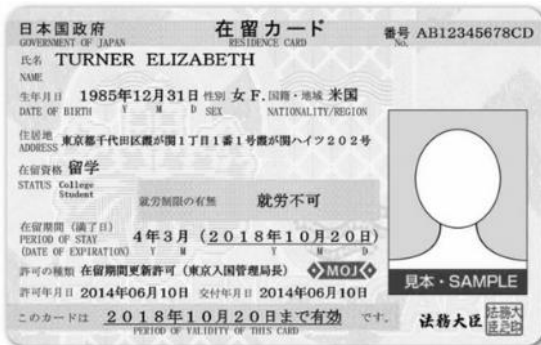 日本国政府 在留カード 番号 AB12345678CD
GOVERNMENT OF JAPAN RESIDENCE CARD No.
氏名 TURNER ELIZABETH
NAME
生年月日 1985年12月31日 性別 女 F. 国籍・地域 米国
DATE OF BIRTH Y M D SEX NATIONALITY/REGION
住居地 東京都千代田区霞が関1丁目1番1号霞が関ハイツ202号
ADDRESS
在留資格 留学
STATUS College Student
就労制限の有無 就労不可
在留期間(満了日) 4年3月(2018年10月20日)
PERIOD OF STAY
(DATE OF EXPIRATION) Y M Y M D
許可の種類 在留期間更新許可(東京入国管理局長) MOJ
見本・SAMPLE
許可年月日 2014年06月10日 交付年月日 2014年06月10日
このカードは 2018年10月20日まで有効 です。
PERIOD OF VALIDITY OF THIS CARD
法務大臣